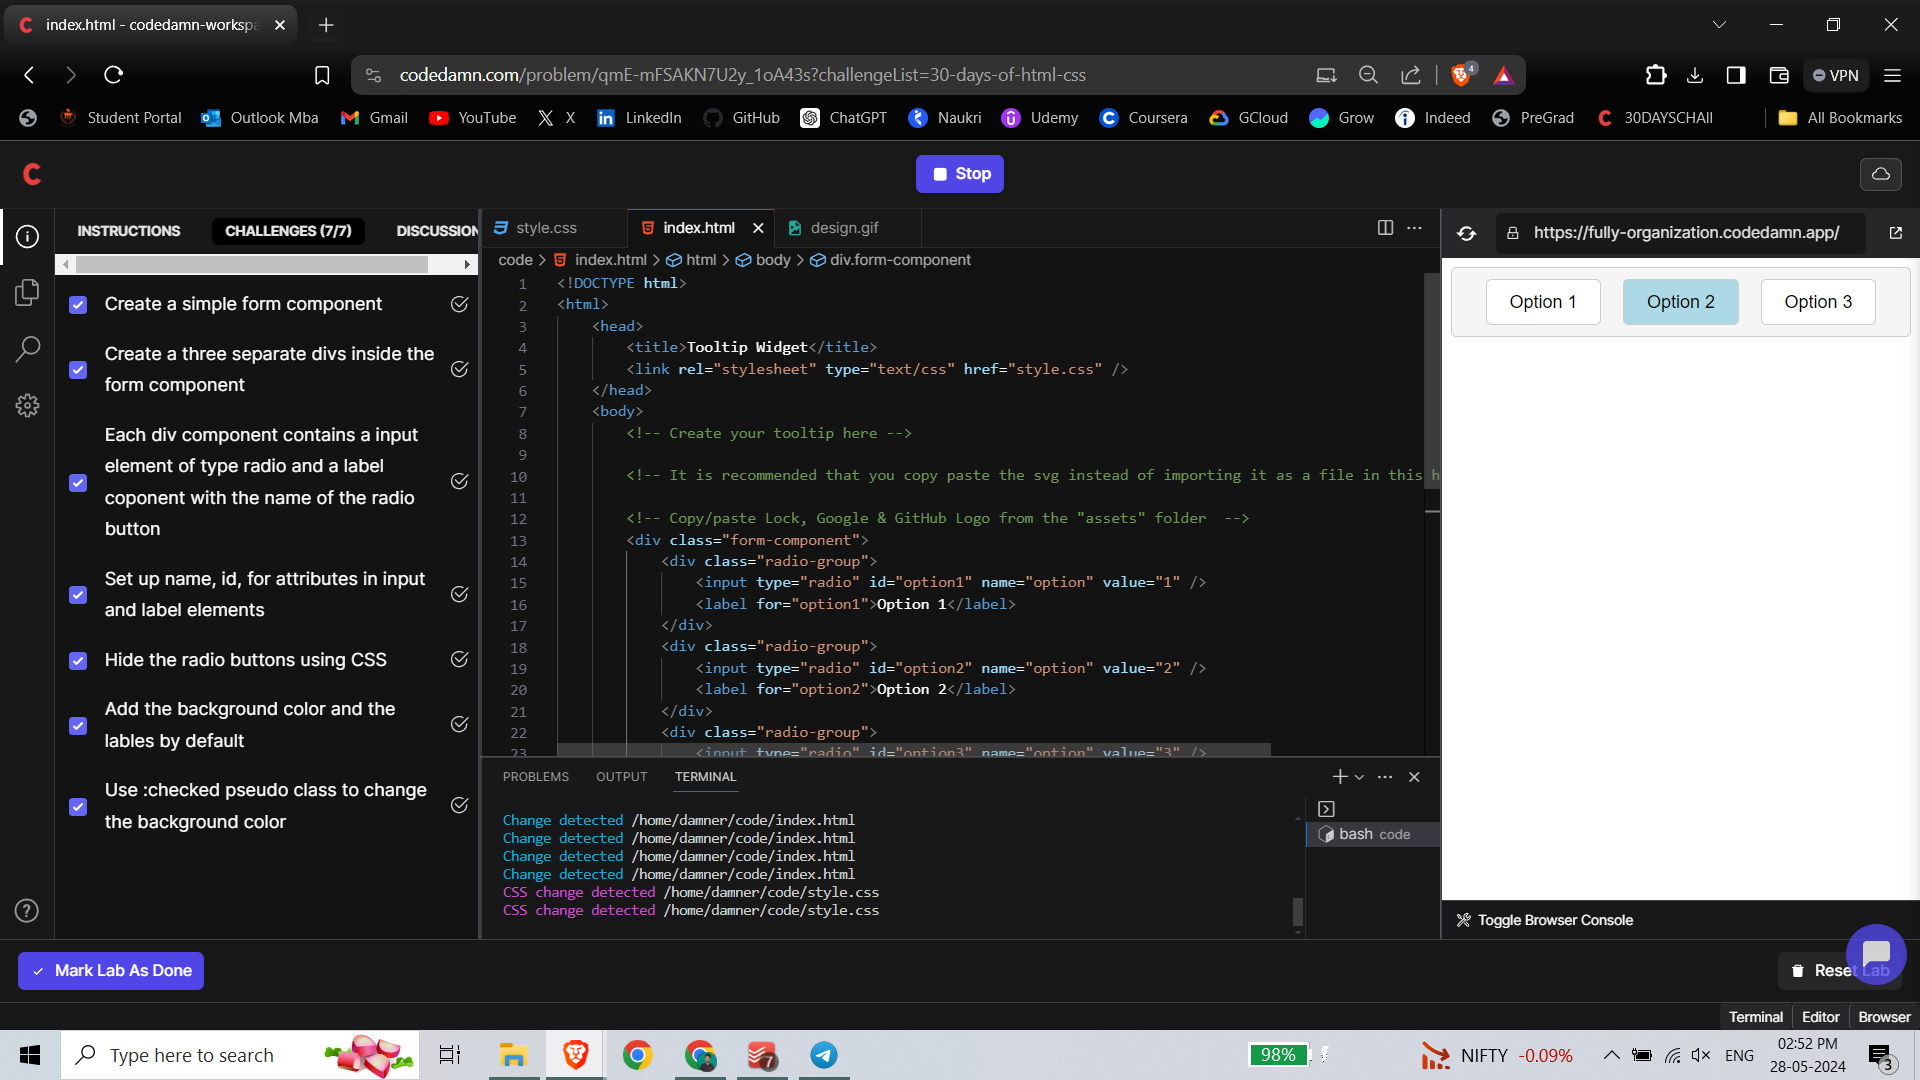 index.html - codedamn-workspa
codedamn.com/problem/qmE-mFSAKN7U2y_1oA43s?challengeList=30-days-of-html-css
4
VPN
Student Portal
Outlook Mba
Gmail
YouTube
X
LinkedIn
GitHub
ChatGPT
Naukri
Udemy
Coursera
GCloud
Grow
Indeed
PreGrad
30DAYSCHAll
All Bookmarks
Stop
INSTRUCTIONS
CHALLENGES (7/7)
DISCUSSION
Create a simple form component
Create a three separate divs inside the
form component
Each div component contains a input
element of type radio and a label
coponent with the name of the radio
button
Set up name, id, for attributes in input
and label elements
Hide the radio buttons using CSS
Add the background color and the
lables by default
Use :checked pseudo class to change
the background color
style.css
index.html
design.gif
code > index.html > html > body > div.form-component
1 <!DOCTYPE html>
2 <html>
3 <head>
4 <title>Tooltip Widget</title>
5 <link rel="stylesheet" type="text/css" href="style.css" />
6 </head>
7 <body>
8 <!-- Create your tooltip here -->
9
10 <!-- It is recommended that you copy paste the svg instead of importing it as a file in this h
11
12 <!-- Copy/paste Lock, Google & GitHub Logo from the "assets" folder  -->
13 <div class="form-component">
14 <div class="radio-group">
15 <input type="radio" id="option1" name="option" value="1" />
16 <label for="option1">Option 1</label>
17 </div>
18 <div class="radio-group">
19 <input type="radio" id="option2" name="option" value="2" />
20 <label for="option2">Option 2</label>
21 </div>
22 <div class="radio-group">
23 <input type="radio" id="option3" name="option" value="3" />
PROBLEMS
OUTPUT
TERMINAL
Change detected /home/damner/code/index.html
Change detected /home/damner/code/index.html
Change detected /home/damner/code/index.html
Change detected /home/damner/code/index.html
CSS change detected /home/damner/code/style.css
CSS change detected /home/damner/code/style.css
bash code
https://fully-organization.codedamn.app/
Option 1
Option 2
Option 3
Toggle Browser Console
Mark Lab As Done
Reset Lab
Terminal
Editor
Browser
Type here to search
7
98%
NIFTY -0.09%
ENG
02:52 PM
28-05-2024
3